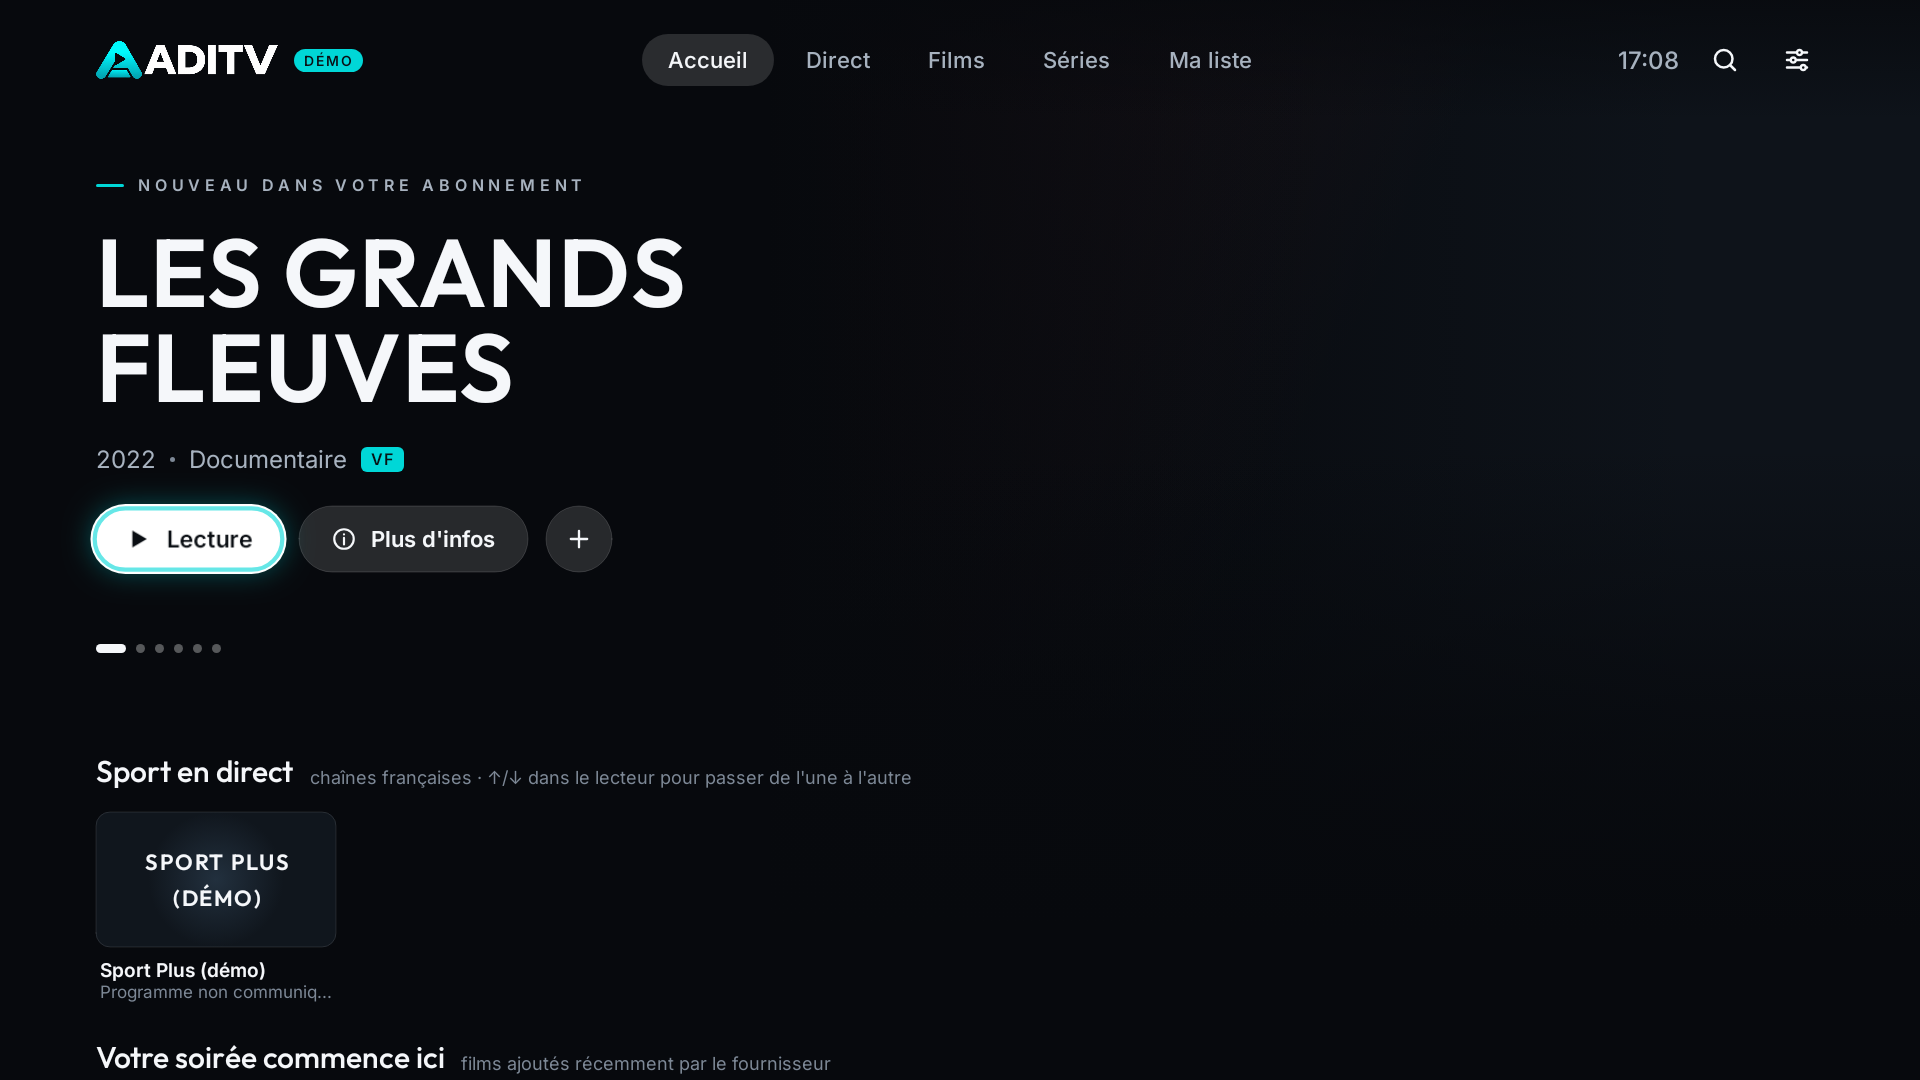 ADITV DÉMO Accueil Direct Films Séries Ma liste 17:08
NOUVEAU DANS VOTRE ABONNEMENT
LES GRANDS
FLEUVES
2022 • Documentaire VF
Lecture Plus d'infos
Sport en direct chaînes françaises · ↑/↓ dans le lecteur pour passer de l'une à l'autre
SPORT PLUS
(DÉMO)
Sport Plus (démo)
Programme non communiq...
Votre soirée commence ici films ajoutés récemment par le fournisseur